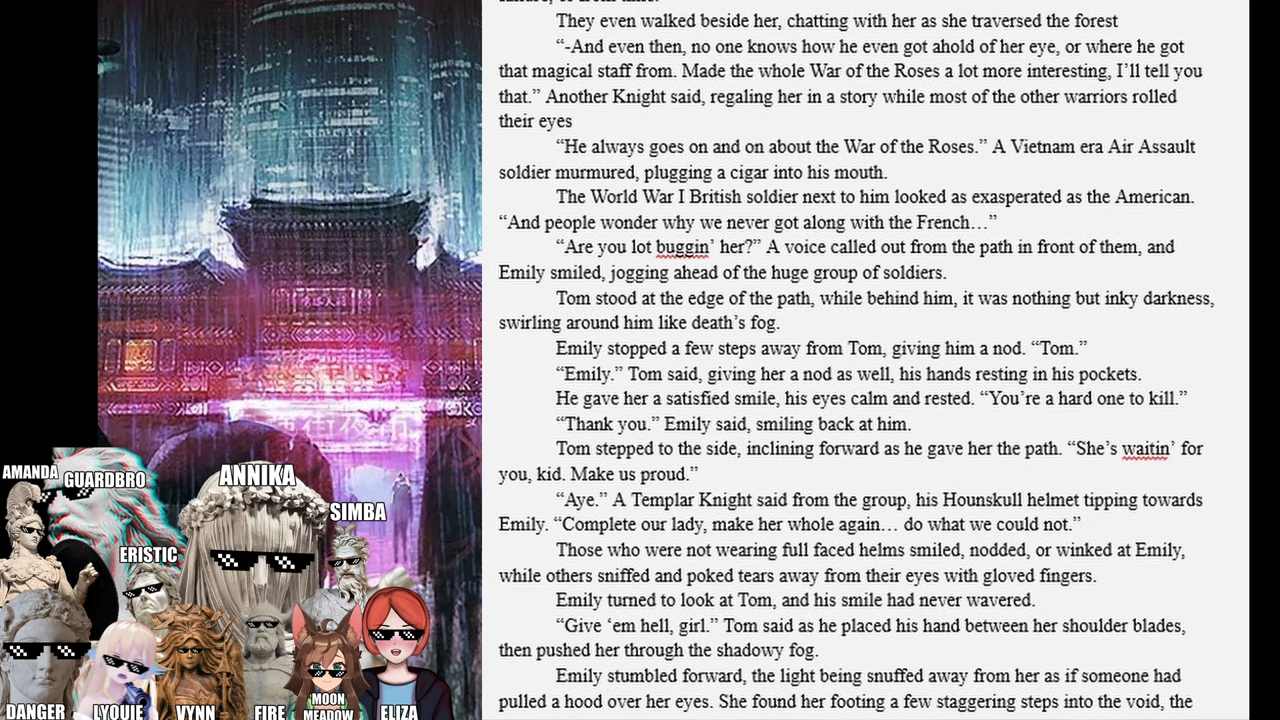 They even walked beside her, chatting with her as she traversed the forest
“-And even then, no one knows how he even got ahold of her eye, or where he got
that magical staff from. Made the whole War of the Roses a lot more interesting, I’ll tell you
that.” Another Knight said, regaling her in a story while most of the other warriors rolled
their eyes
“He always goes on and on about the War of the Roses.” A Vietnam era Air Assault
soldier murmured, plugging a cigar into his mouth.
The World War I British soldier next to him looked as exasperated as the American.
“And people wonder why we never got along with the French…”
“Are you lot buggin’ her?” A voice called out from the path in front of them, and
Emily smiled, jogging ahead of the huge group of soldiers.
Tom stood at the edge of the path, while behind him, it was nothing but inky darkness,
swirling around him like death’s fog.
Emily stopped a few steps away from Tom, giving him a nod. “Tom.”
“Emily.” Tom said, giving her a nod as well, his hands resting in his pockets.
He gave her a satisfied smile, his eyes calm and rested. “You’re a hard one to kill.”
“Thank you.” Emily said, smiling back at him.
Tom stepped to the side, inclining forward as he gave her the path. “She’s waitin’ for
you, kid. Make us proud.”
“Aye.” A Templar Knight said from the group, his Hounskull helmet tipping towards
Emily. “Complete our lady, make her whole again… do what we could not.”
Those who were not wearing full faced helms smiled, nodded, or winked at Emily,
while others sniffed and poked tears away from their eyes with gloved fingers.
Emily turned to look at Tom, and his smile had never wavered.
“Give ‘em hell, girl.” Tom said as he placed his hand between her shoulder blades,
then pushed her through the shadowy fog.
Emily stumbled forward, the light being snuffed away from her as if someone had
pulled a hood over her eyes. She found her footing a few staggering steps into the void, the
AMANDA
GUARDBRO
ANNIKA
SIMBA
ERISTIC
DANGER
LYQUIE
VYNN
FIRE
MOON
MEADOW
ELIZA